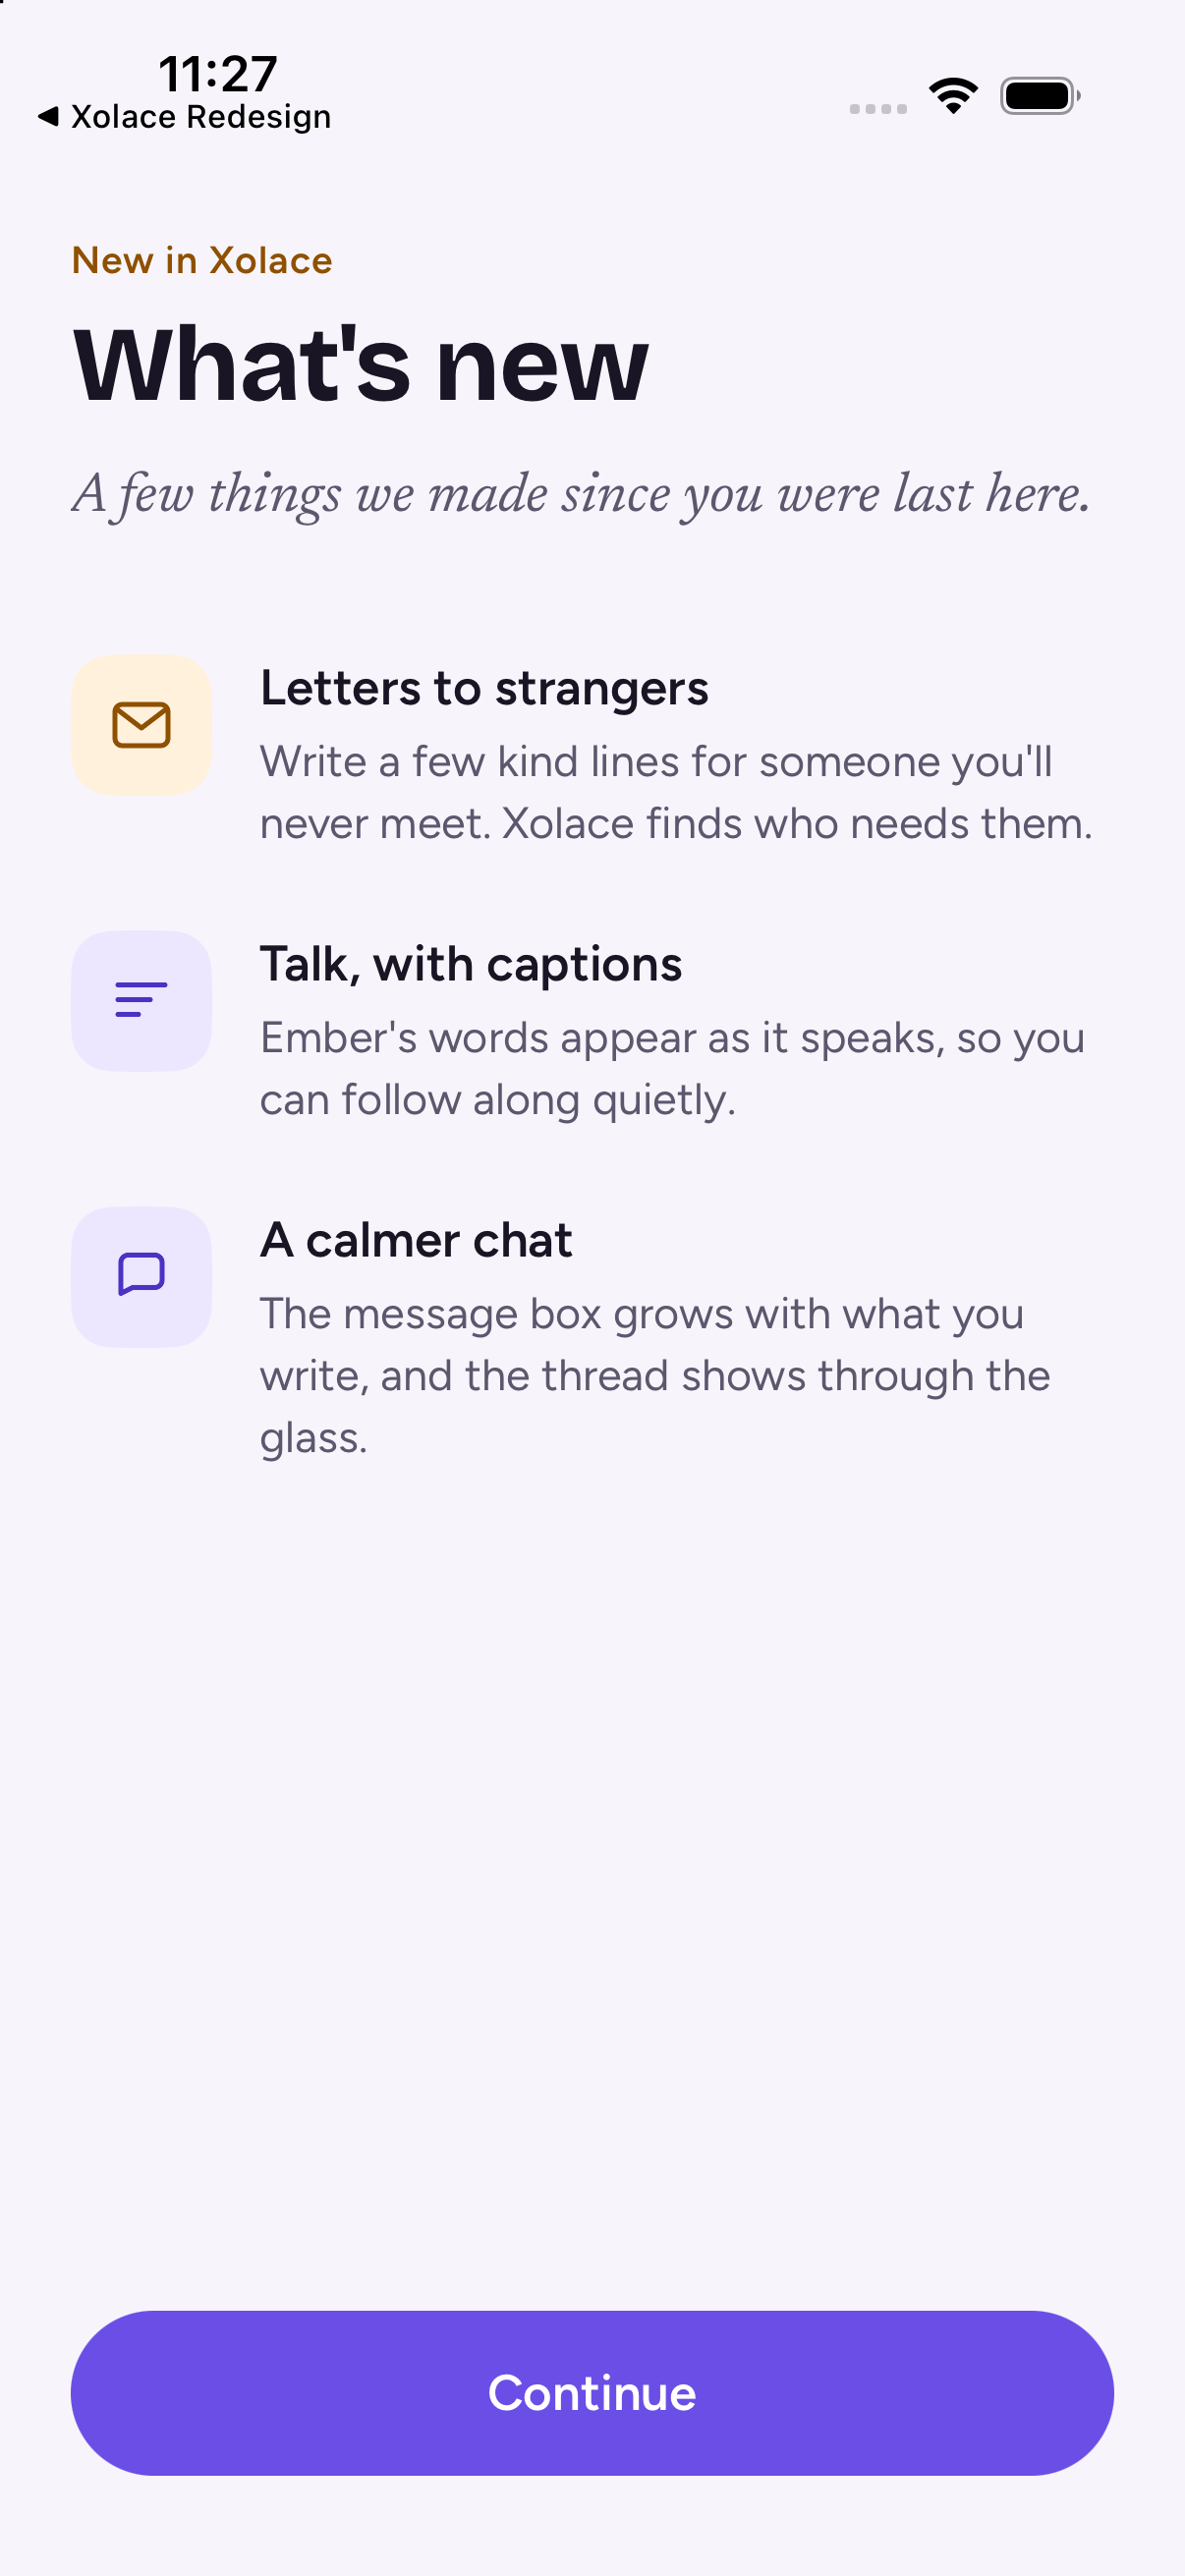 11:27
◀ Xolace Redesign
New in Xolace
What's new
A few things we made since you were last here.
Letters to strangers
Write a few kind lines for someone you'll
never meet. Xolace finds who needs them.
Talk, with captions
Ember's words appear as it speaks, so you
can follow along quietly.
A calmer chat
The message box grows with what you
write, and the thread shows through the
glass.
Continue